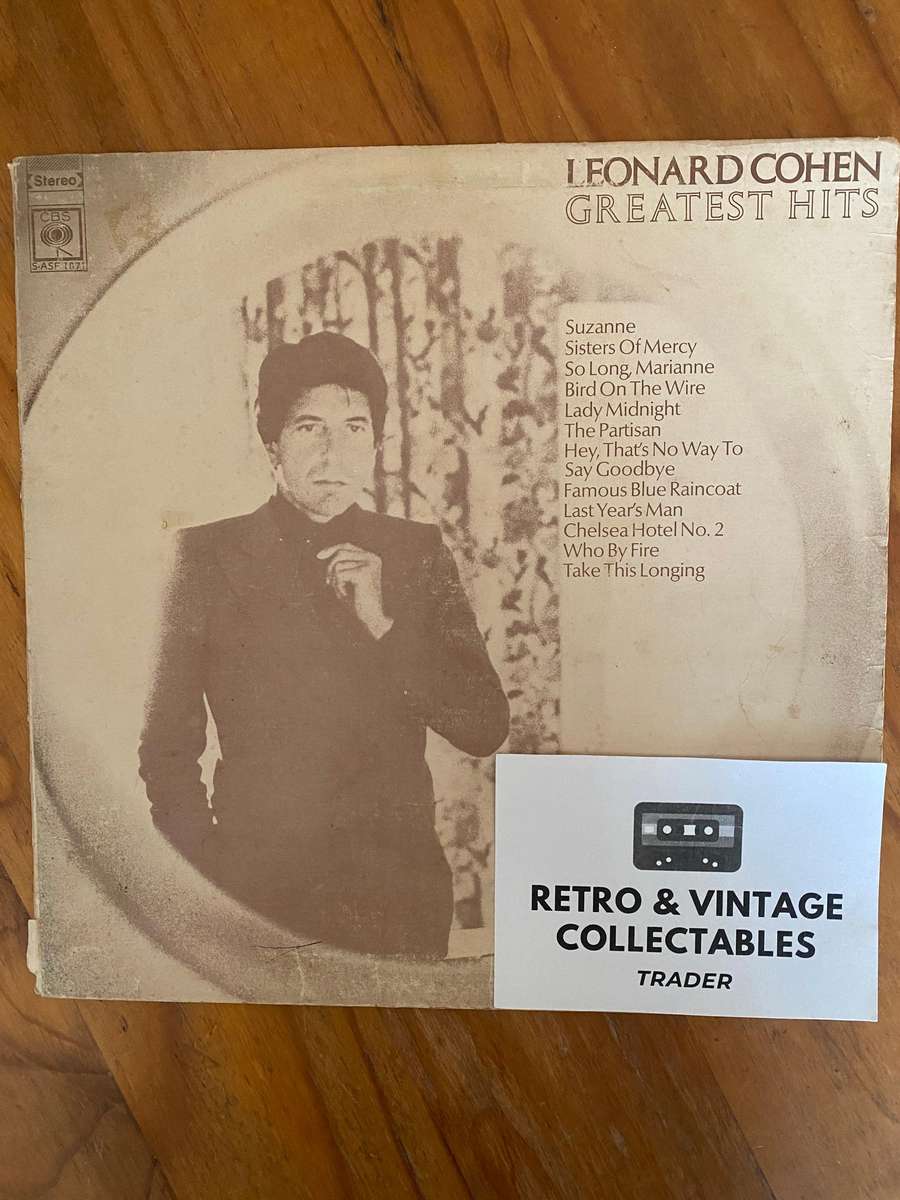 Stereo
LEONARD COHEN
GREATEST HITS
CBS
Suzanne
Sisters Of Mercy
So Long, Marianne
Bird On The Wire
Lady Midnight
The Partisan
Hey, That's No Way To
Say Goodbye
Famous Blue Raincoat
Last Year's Man
Chelsea Hotel No. 2
Who By Fire
Take This Longing
RETRO & VINTAGE
COLLECTABLES
TRADER